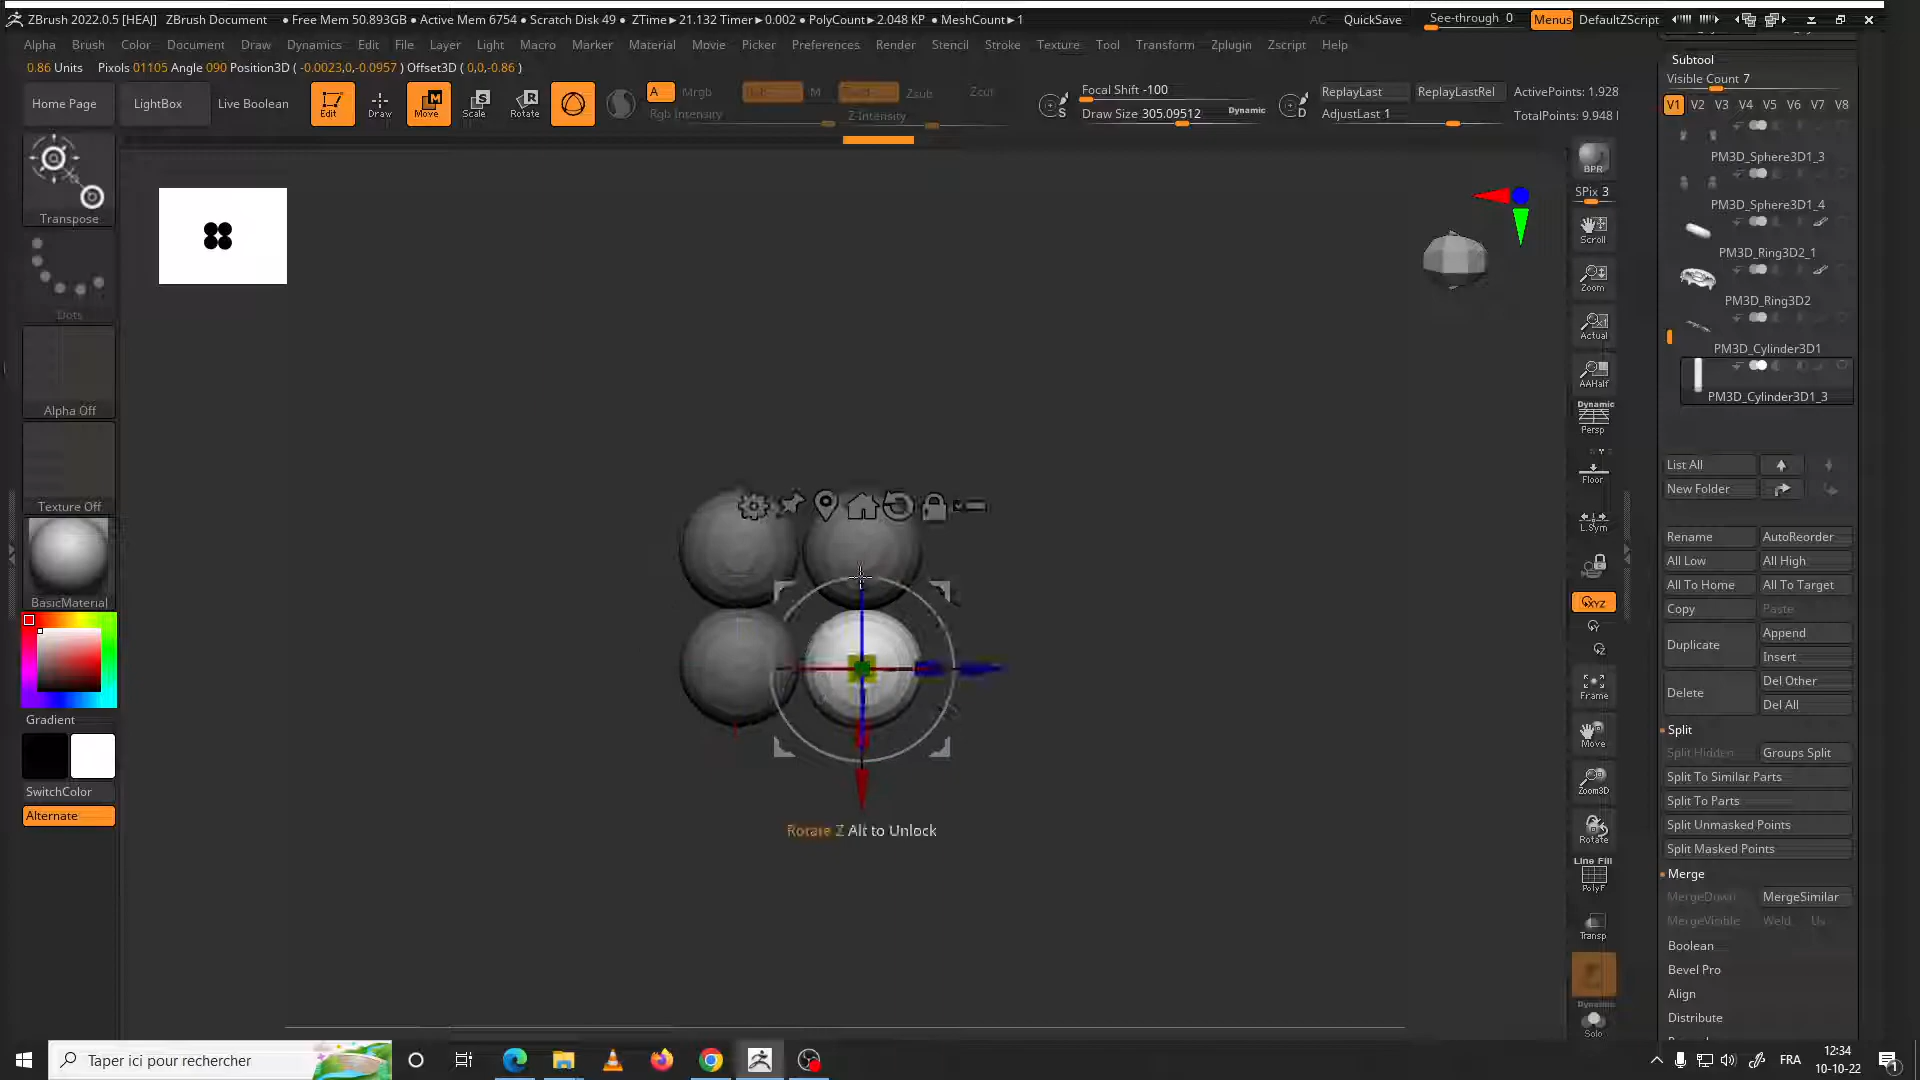 ZBrush 2022.0.5 [HEAJ] ZBrush Document • Free Mem 50.893GB • Active Mem 6754 • Scratch Disk 49 • ZTime►21.132 Timer►0.002 • PolyCount►2.048 KP • MeshCount►1 AC QuickSave See-through 0 Menus DefaultZScript
Alpha Brush Color Document Draw Dynamics Edit File Layer Light Macro Marker Material Movie Picker Preferences Render Stencil Stroke Texture Tool Transform Zplugin Zscript Help
0.86 Units Pixols 01105 Angle 090 Position3D ( -0.0023,0,-0.0957 ) Offset3D ( 0,0,-0.86 )
Home Page LightBox Live Boolean Edit Draw Move Scale Rotate
A Mrgb M Zsub Zcut
Rgb Intensity Z-Intensity
Focal Shift -100
Draw Size 305.09512 Dynamic
ReplayLast ReplayLastRel ActivePoints: 1,928
AdjustLast 1 TotalPoints: 9.948
Transpose
Dots
Alpha Off
Texture Off
BasicMaterial
Gradient
SwitchColor
Alternate
Rotate Z Alt to Unlock
BPR
SPix 3
Scroll
Zoom
Actual
AAHalf
Dynamic
Persp
Floor
L.Sym
XYZ
Frame
Move
Zoom3D
Rotate
Line Fill
PolyF
Transp
Dynamic
Solo
Subtool
Visible Count 7
V1 V2 V3 V4 V5 V6 V7 V8
PM3D_Sphere3D1_3
PM3D_Sphere3D1_4
PM3D_Ring3D2_1
PM3D_Ring3D2
PM3D_Cylinder3D1
PM3D_Cylinder3D1_3
List All
New Folder
Rename AutoReorder
All Low All High
All To Home All To Target
Copy Paste
Duplicate Append
Insert
Delete Del Other
Del All
Split
Split Hidden Groups Split
Split To Similar Parts
Split To Parts
Split Unmasked Points
Split Masked Points
Merge
MergeDown MergeSimilar
MergeVisible Weld Uv
Boolean
Bevel Pro
Align
Distribute
Taper ici pour rechercher
FRA
12:34
10-10-22
1